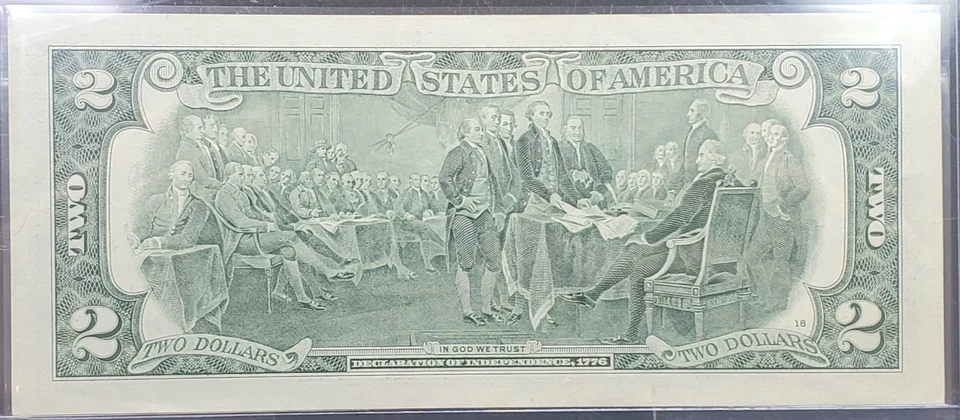 2 THE UNITED STATES OF AMERICA 2
TWO TWO
18
2 TWO DOLLARS IN GOD WE TRUST TWO DOLLARS 2
DECLARATION OF INDEPENDENCE, 1776